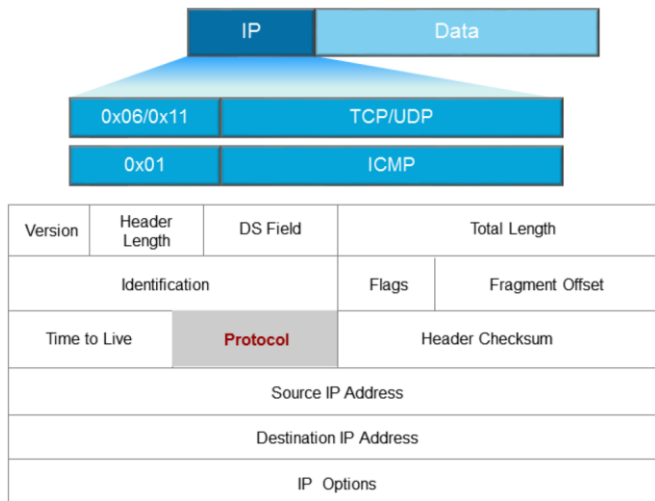 IP Data
0x06/0x11 TCP/UDP
0x01 ICMP
Version Header Length DS Field Total Length
Identification Flags Fragment Offset
Time to Live Protocol Header Checksum
Source IP Address
Destination IP Address
IP Options